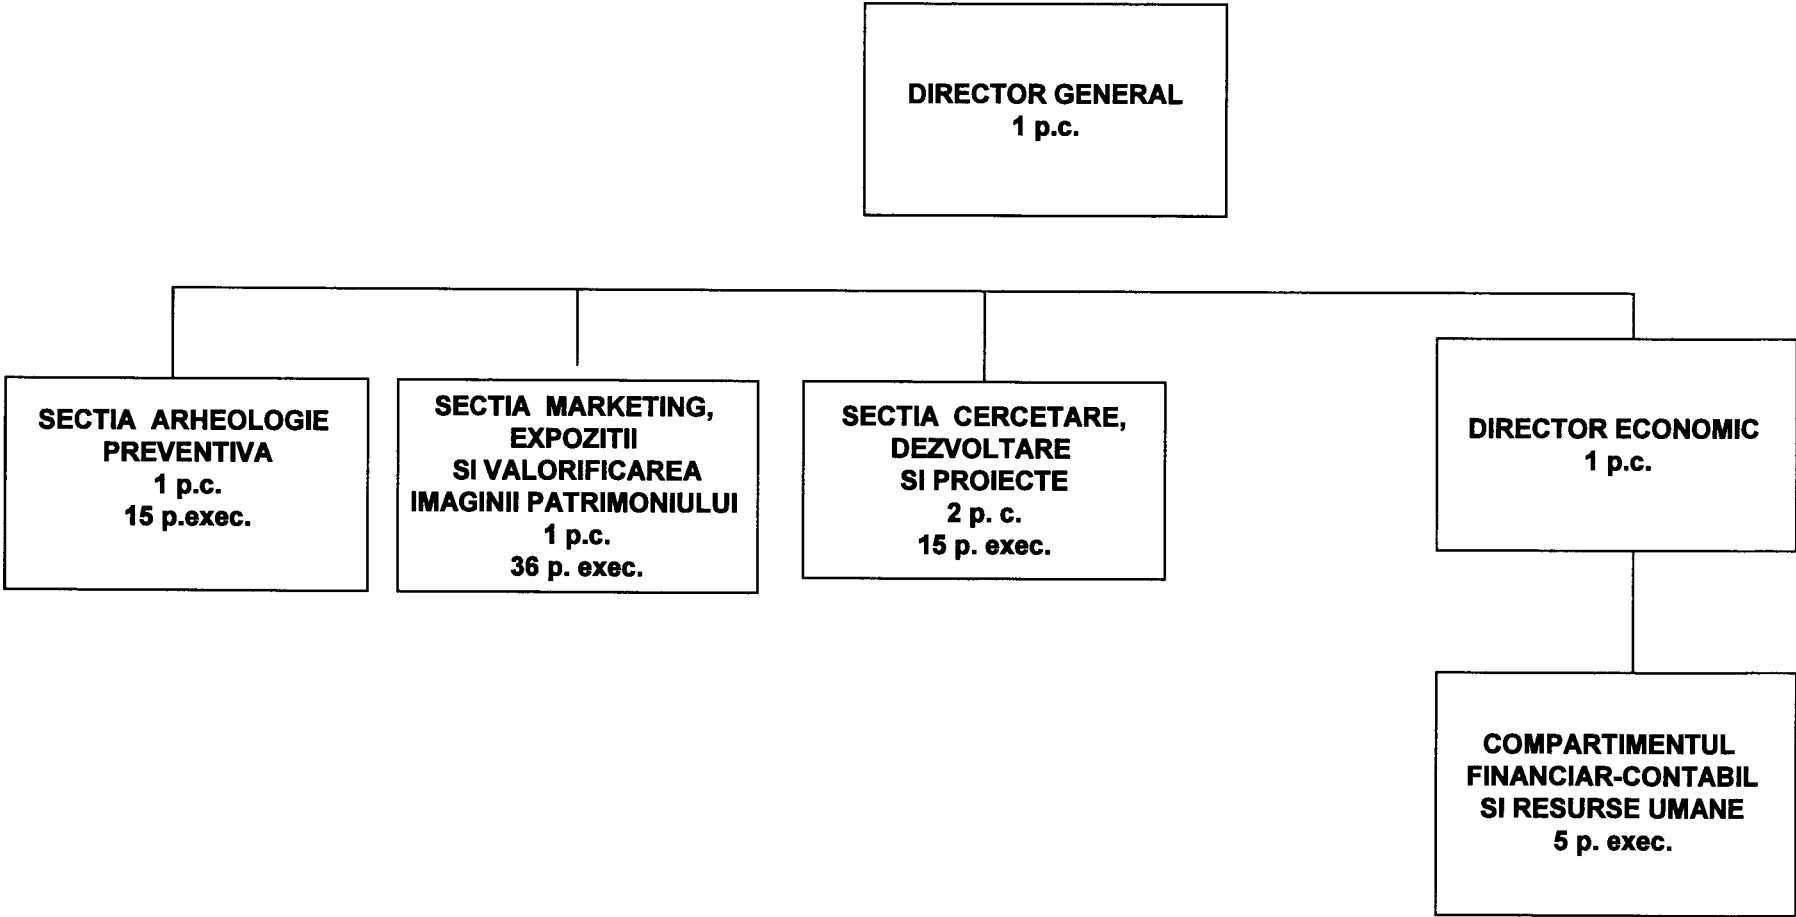 DIRECTOR GENERAL
1 p.c.
SECTIA ARHEOLOGIE
PREVENTIVA
1 p.c.
15 p.exec.
SECTIA MARKETING,
EXPOZITII
SI VALORIFICAREA
IMAGINII PATRIMONIULUI
1 p.c.
36 p. exec.
SECTIA CERCETARE,
DEZVOLTARE
SI PROIECTE
2 p. c.
15 p. exec.
DIRECTOR ECONOMIC
1 p.c.
COMPARTIMENTUL
FINANCIAR-CONTABIL
SI RESURSE UMANE
5 p. exec.